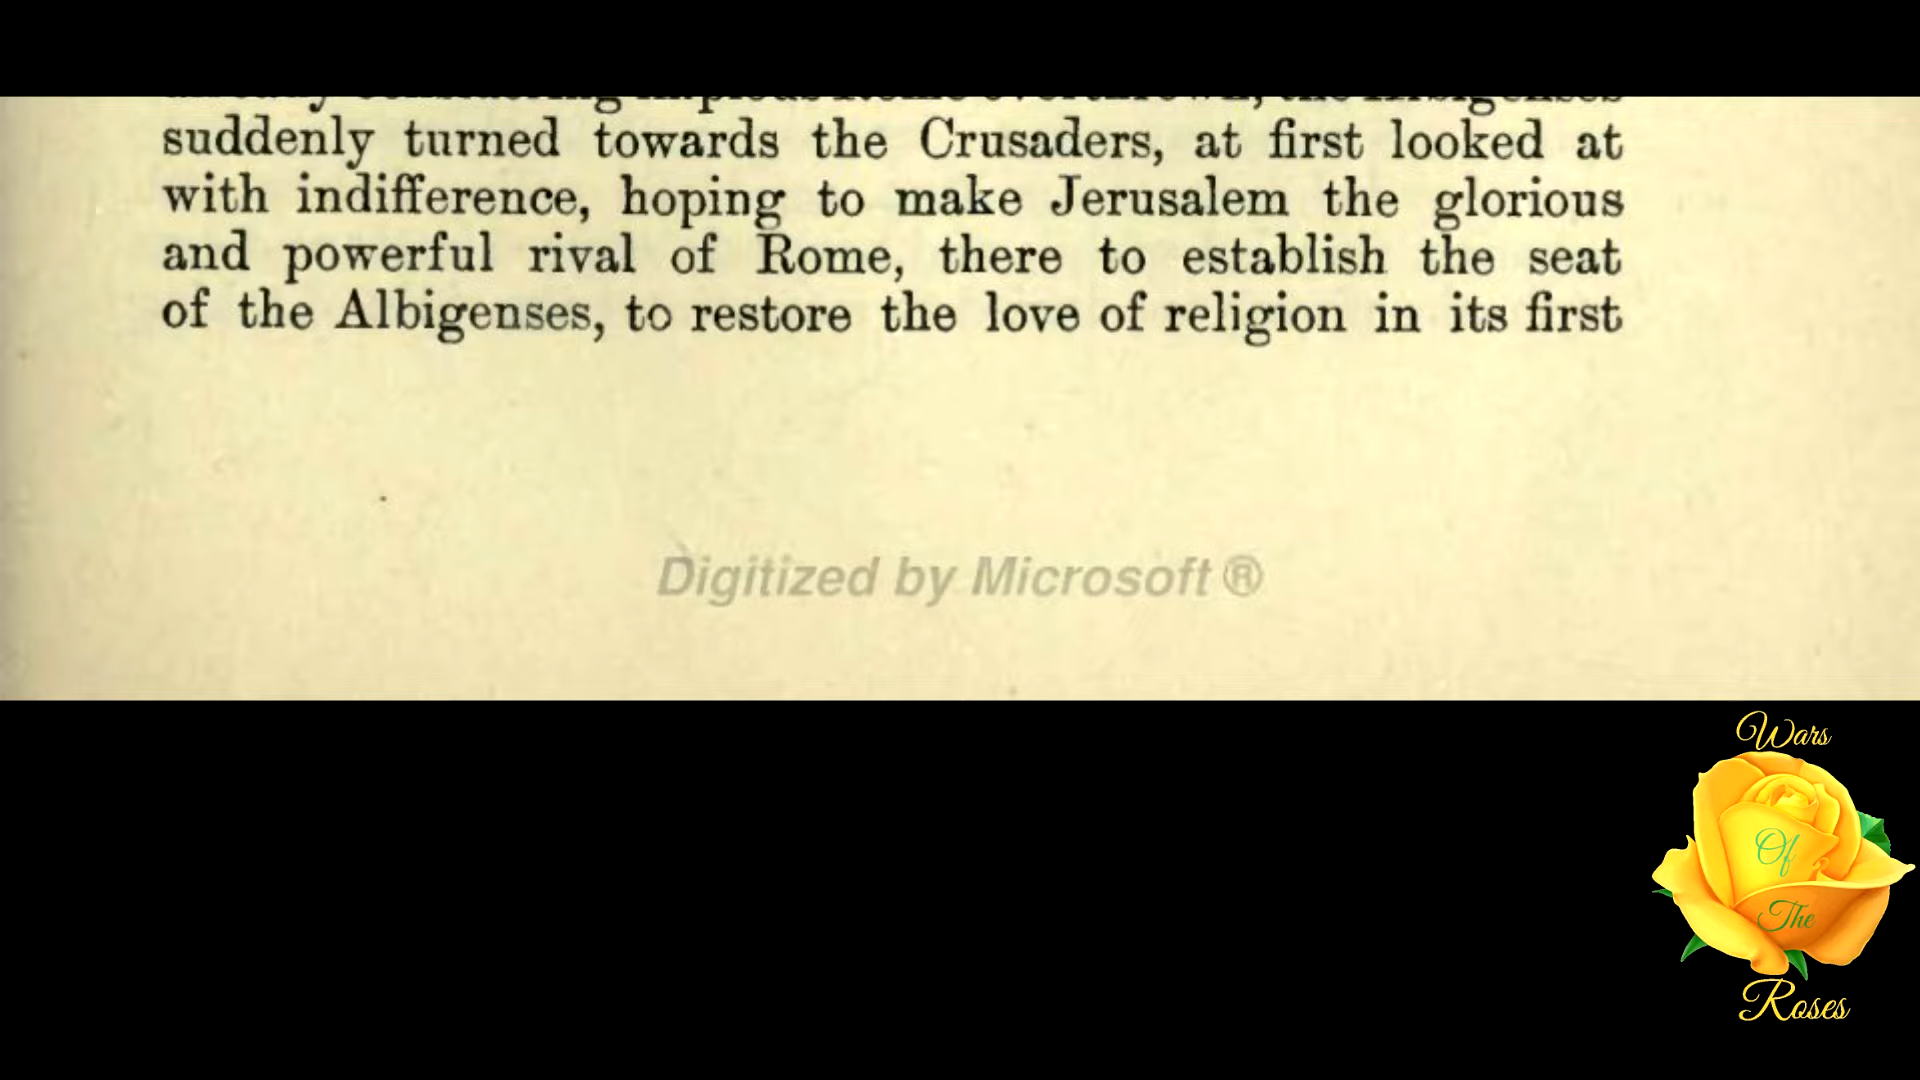 the Albigenses
suddenly turned towards the Crusaders, at first looked at
with indifference, hoping to make Jerusalem the glorious
and powerful rival of Rome, there to establish the seat
of the Albigenses, to restore the love of religion in its first
Digitized by Microsoft ®
Wars
Of
The
Roses